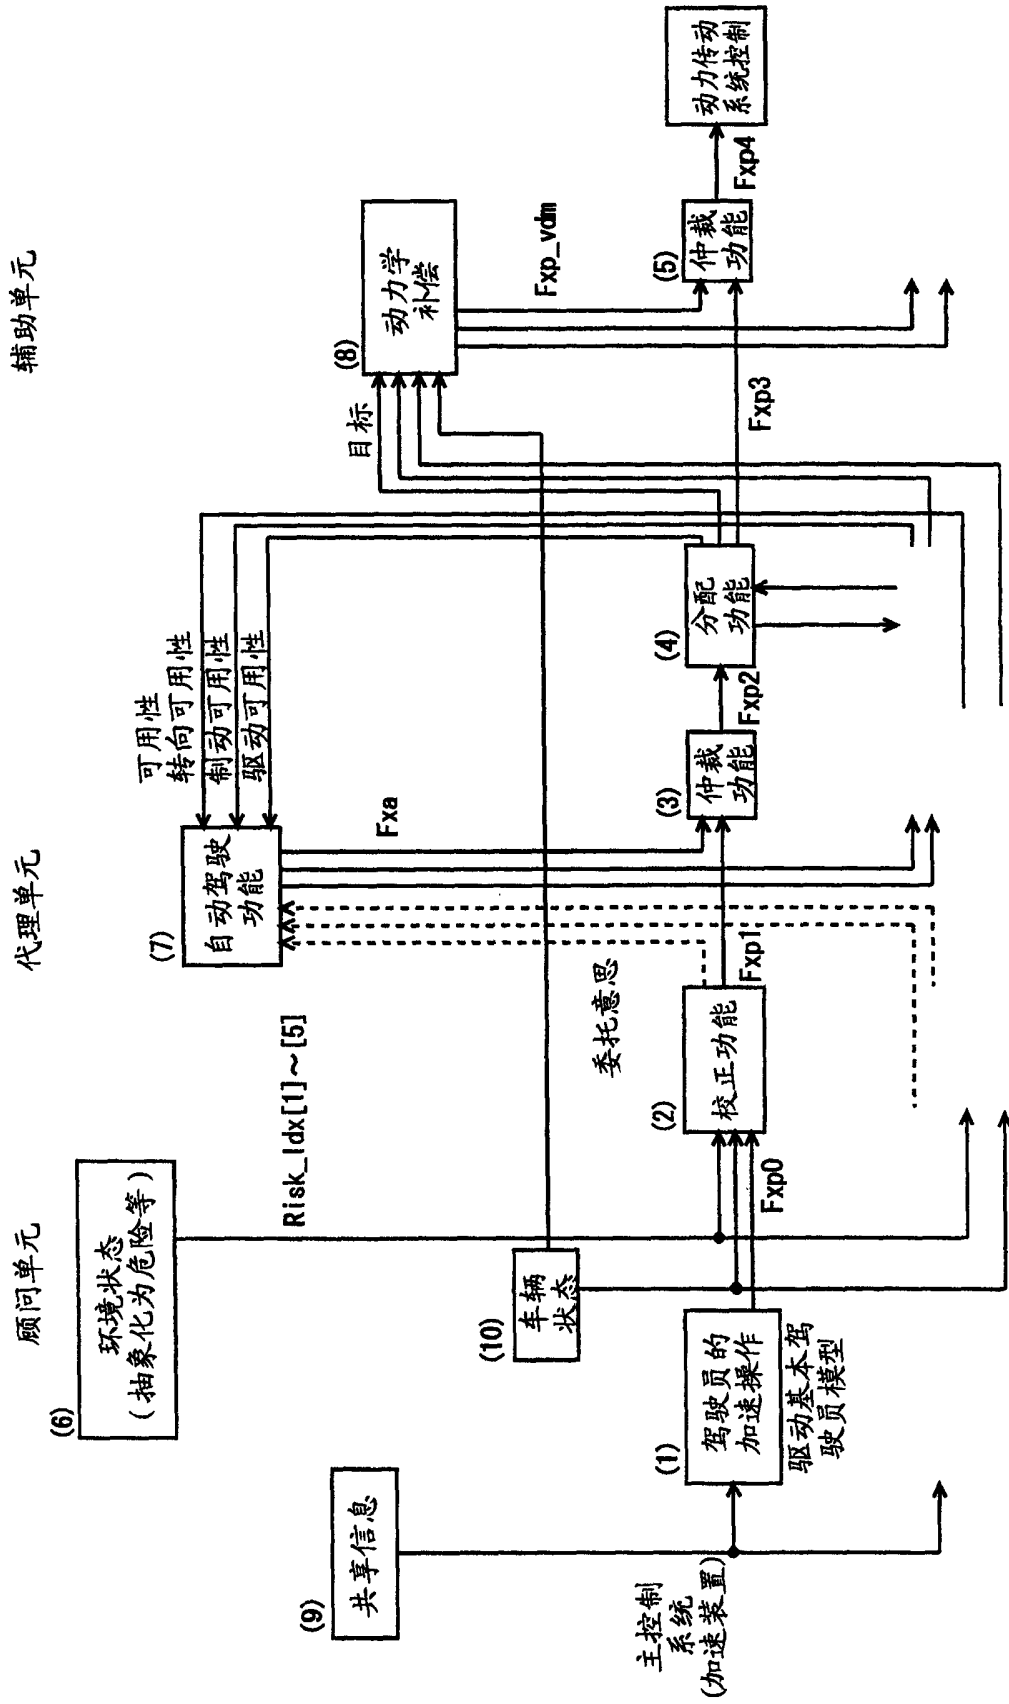 顾问单元
代理单元
辅助单元
(6)
环境状态
(抽象化为危险等)
Risk_Idx[1]~[5]
(7)
自动驾驶
功能
可用性
转向可用性
制动可用性
驱动可用性
Fxa
(8)
动力学
补偿
目标
Fxp_vdm
(9)
共享信息
(10)
车辆
状态
委托意思
主控制
系统
(加速装置)
(1)
驾驶员的
加速操作
驱动基本驾
驶员模型
Fxp0
(2)
校正功能
Fxp1
(3)
仲裁
功能
Fxp2
(4)
分配
功能
Fxp3
(5)
仲裁
功能
Fxp4
动力传动
系统控制